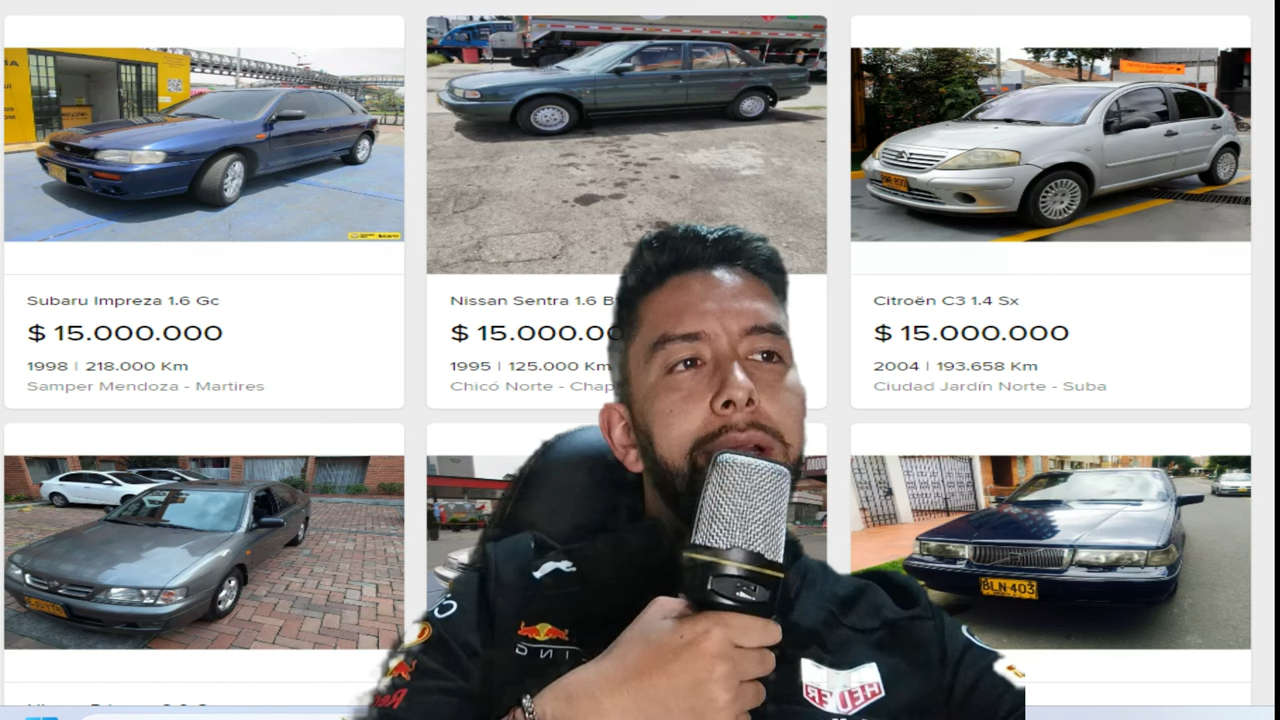 Subaru Impreza 1.6 Gc
$ 15.000.000
1998 | 218.000 Km
Samper Mendoza - Martires
Nissan Sentra 1.6 B
$ 15.000.00
1995 | 125.000 Km
Chicó Norte - Chap
Citroën C3 1.4 Sx
$ 15.000.000
2004 | 193.658 Km
Ciudad Jardín Norte - Suba
BLN 403
HEUER